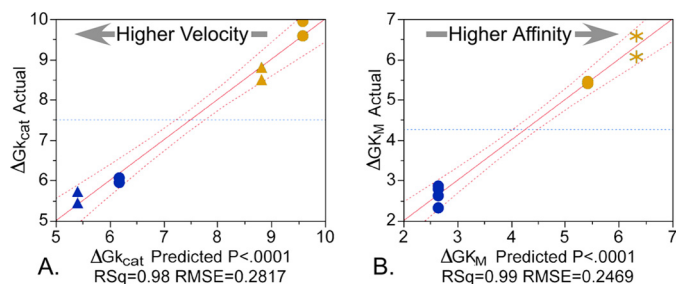 Higher Velocity
10
9
8
7
6
5
ΔGkcat Actual
5 6 7 8 9 10
ΔGkcat Predicted P<.0001
RSq=0.98 RMSE=0.2817
A.
Higher Affinity
7
6
5
4
3
2
ΔGKM Actual
2 3 4 5 6 7
ΔGKM Predicted P<.0001
RSq=0.99 RMSE=0.2469
B.